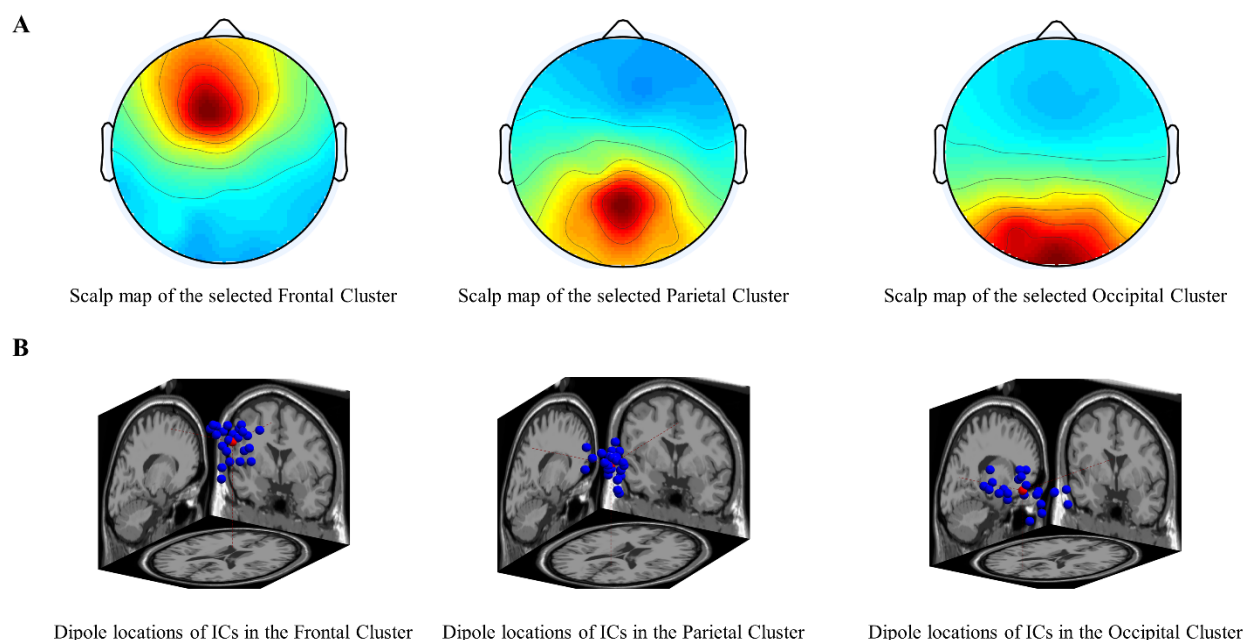 A
Scalp map of the selected Frontal Cluster
Scalp map of the selected Parietal Cluster
Scalp map of the selected Occipital Cluster
B
Dipole locations of ICs in the Frontal Cluster
Dipole locations of ICs in the Parietal Cluster
Dipole locations of ICs in the Occipital Cluster